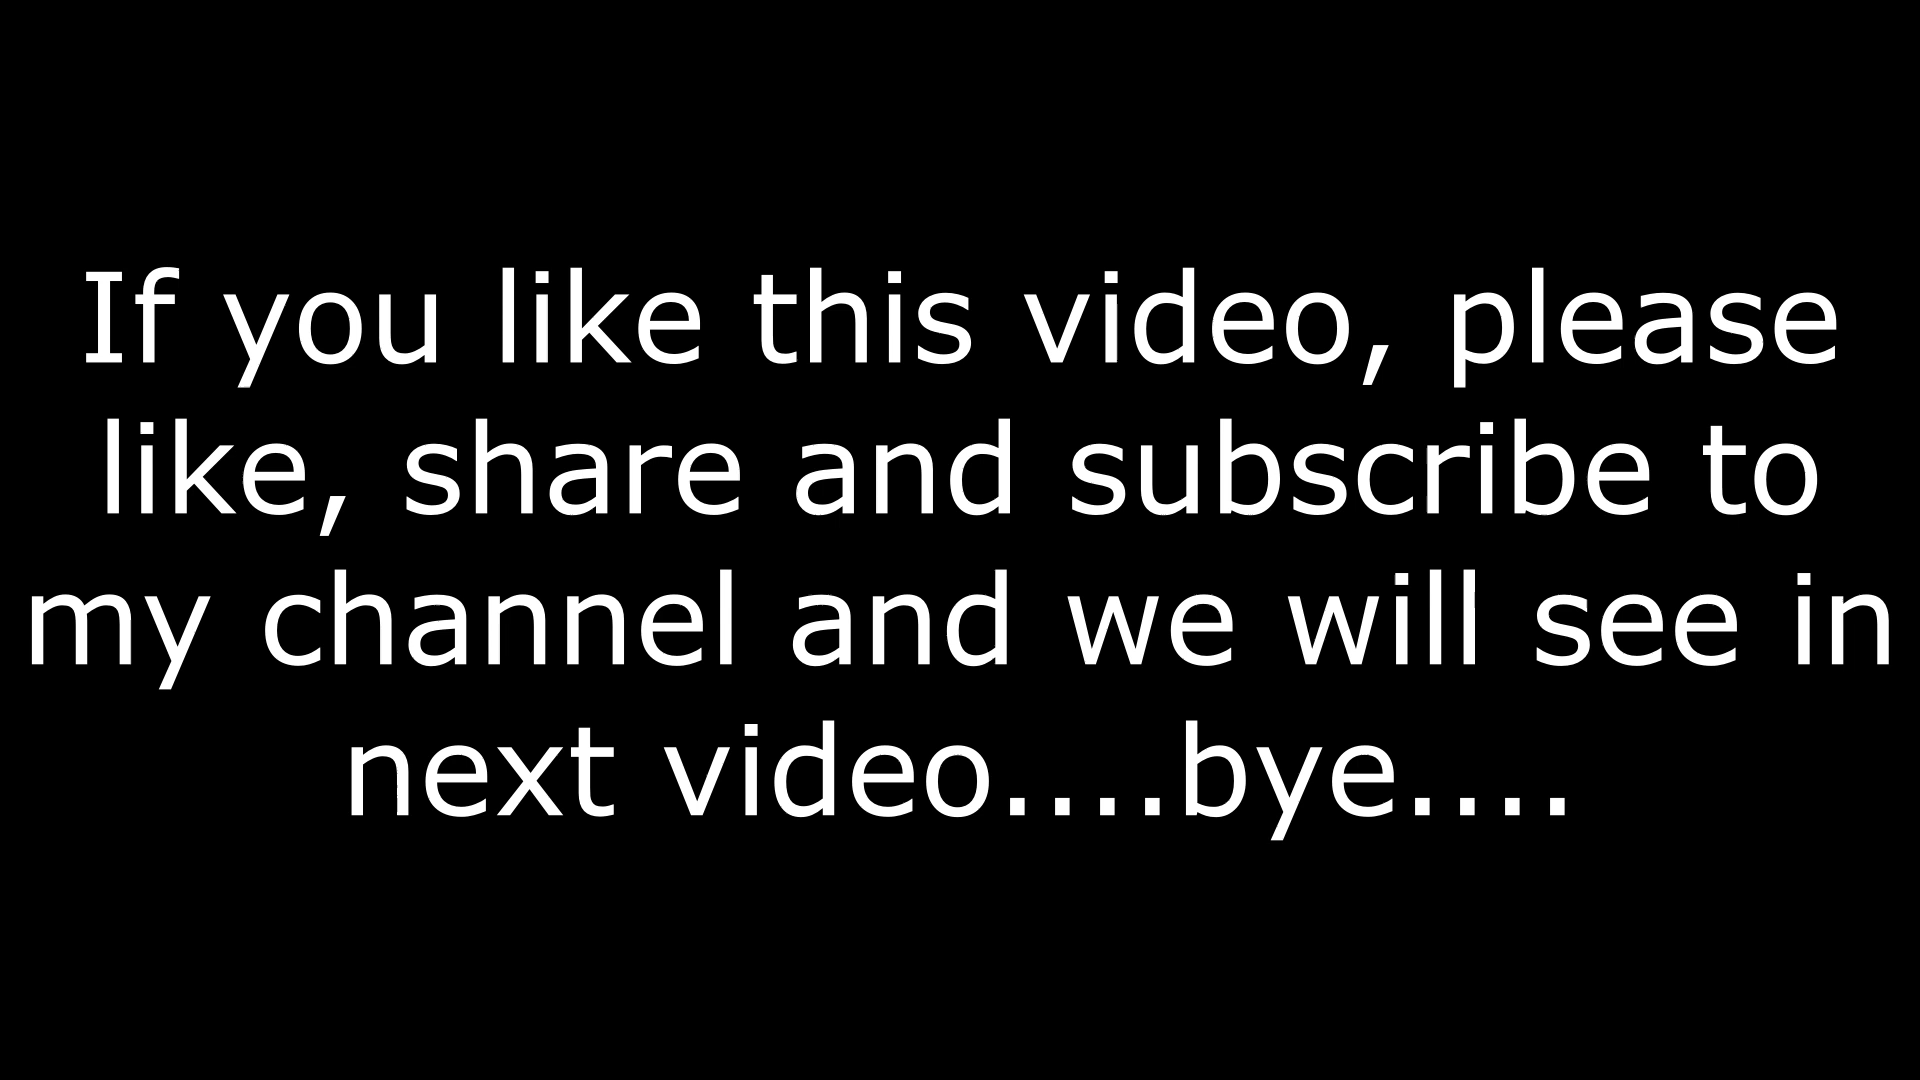 If you like this video, please
like, share and subscribe to
my channel and we will see in
next video....bye....